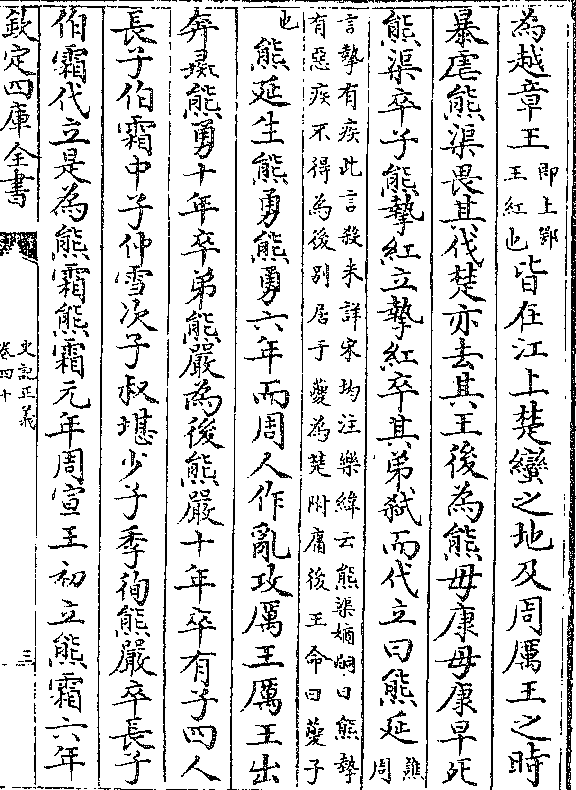 為越章王即上鄂王紅也皆在江上楚蠻之地及周厲王之時
暴虐熊渠畏其伐楚亦去其王後為熊毋康毋康早死
熊渠卒子熊摯紅立摯紅卒其弟弑而代立曰熊延譙周
言摯有疾此言殺未詳宋均注樂緯云熊渠嫡嗣曰熊摯
有惡疾不得為後别居于夔為楚附庸後王命曰夔子
也熊延生熊勇熊勇六年而周人作亂攻厲王厲王出
奔彘熊勇十年卒弟熊嚴為後熊嚴十年卒有子四人
長子伯霜中子仲雪次子叔堪少子季徇熊嚴卒長子
伯霜代立是為熊霜熊霜元年周宣王初立熊霜六年
欽定四庫全書
史記正義
卷四十
三